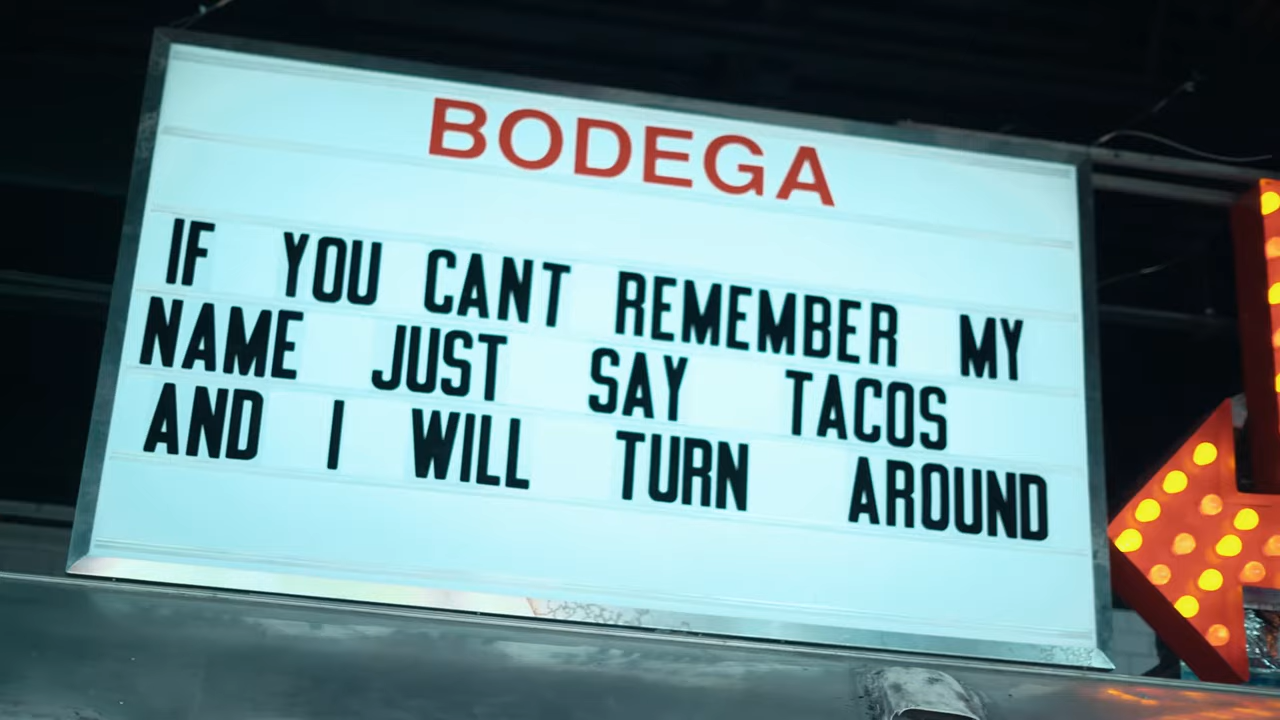 BODEGA
IF YOU CANT REMEMBER MY
NAME JUST SAY TACOS
AND I WILL TURN AROUND